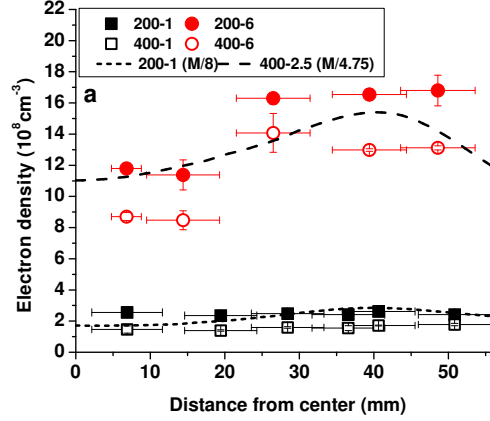 200-1 200-6
400-1 400-6
200-1 (M/8) 400-2.5 (M/4.75)
a
18
16
14
12
10
8
6
4
2
0
Electron density (10⁸cm⁻³)
0 10 20 30 40 50
Distance from center (mm)